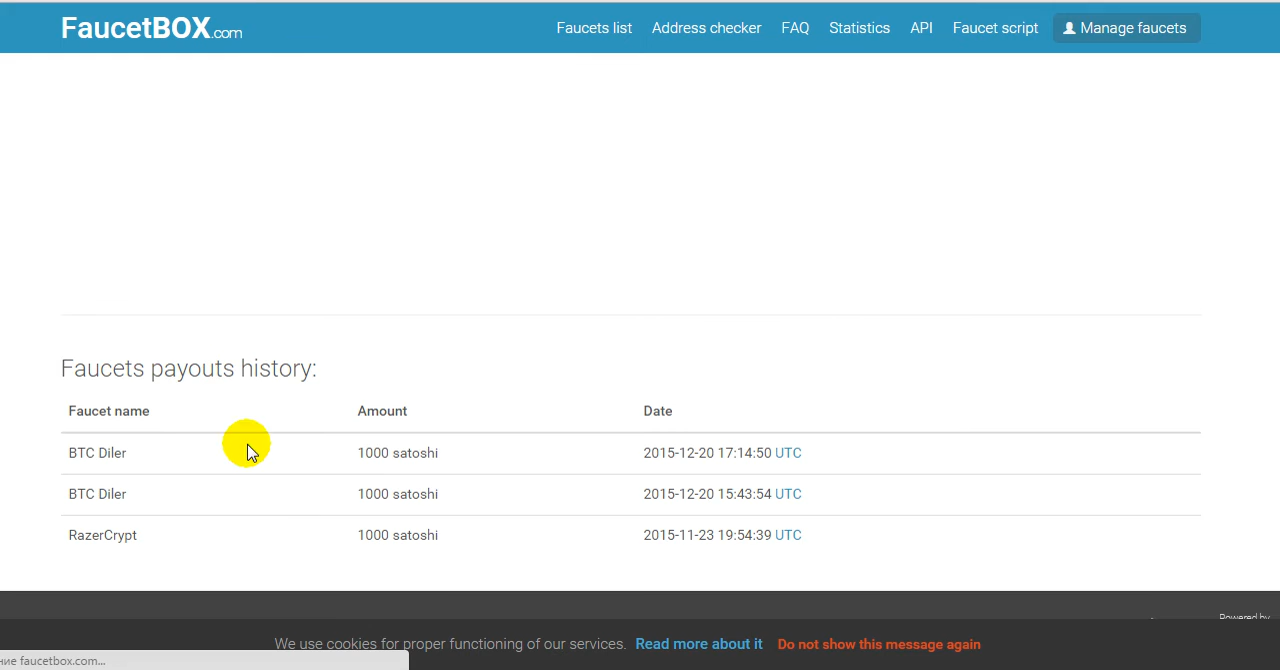 FaucetBOX.com
Faucets list Address checker FAQ Statistics API Faucet script Manage faucets
Faucets payouts history:
Faucet name Amount Date
BTC Diler 1000 satoshi 2015-12-20 17:14:50 UTC
BTC Diler 1000 satoshi 2015-12-20 15:43:54 UTC
RazerCrypt 1000 satoshi 2015-11-23 19:54:39 UTC
Powered by
We use cookies for proper functioning of our services. Read more about it Do not show this message again
faucetbox.com...